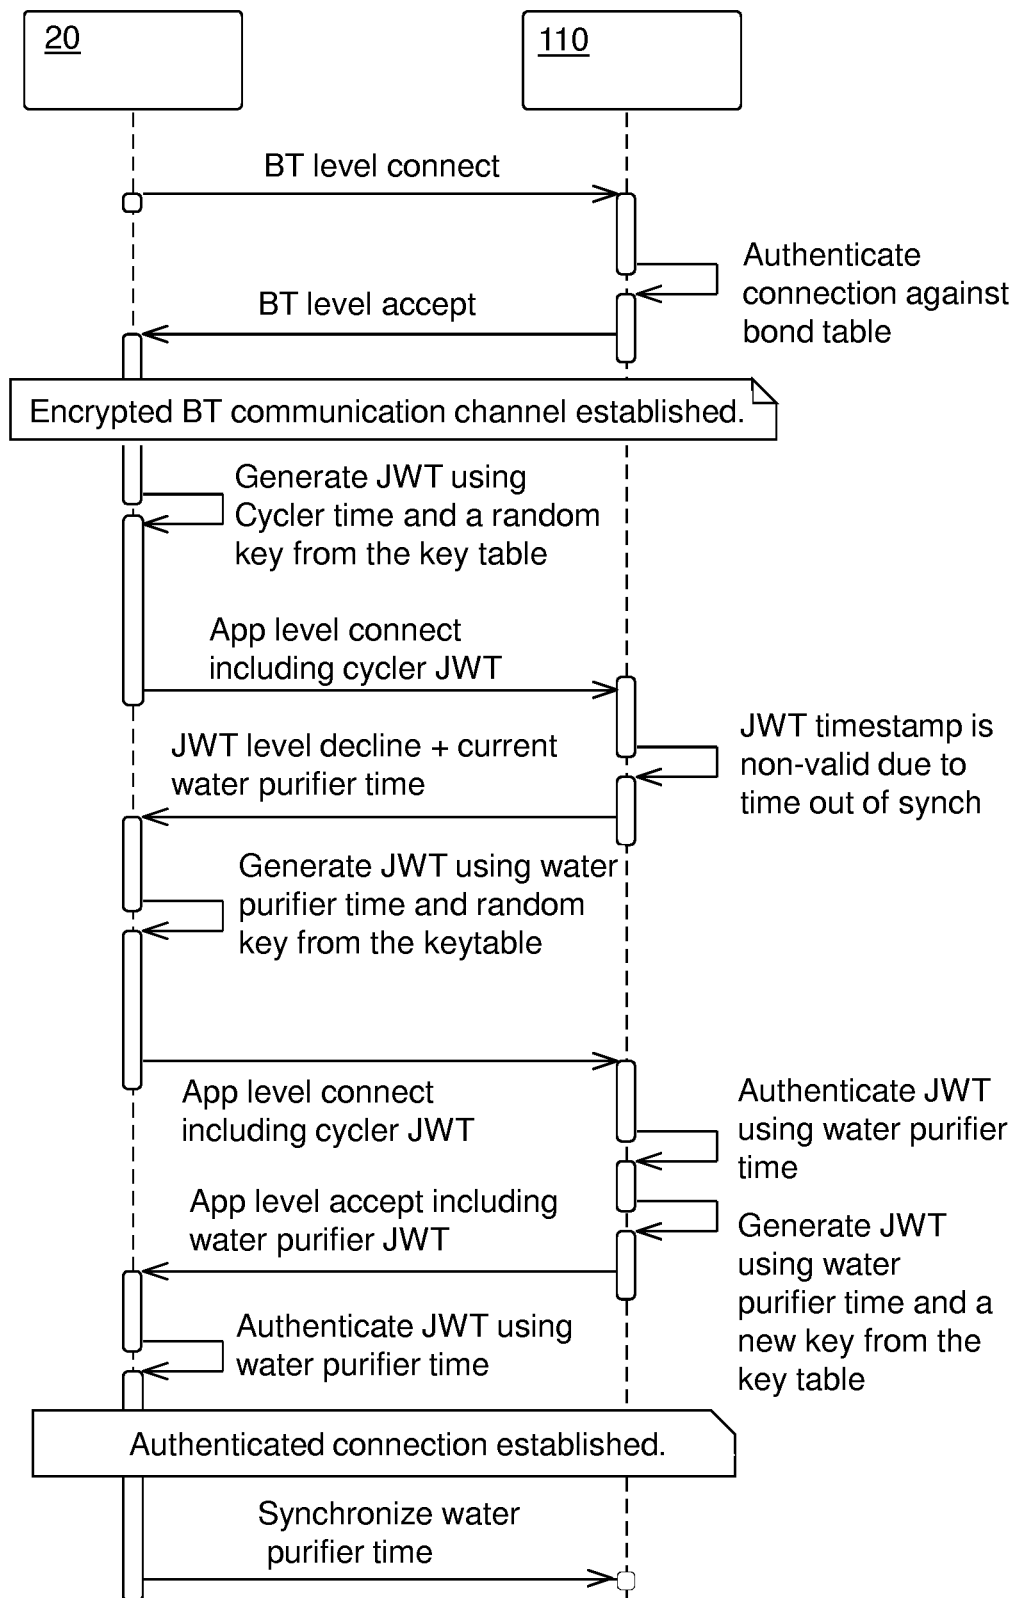 20
110
BT level connect
Authenticate
connection against
bond table
BT level accept
Encrypted BT communication channel established.
Generate JWT using
Cycler time and a random
key from the key table
App level connect
including cycler JWT
JWT timestamp is
non-valid due to
time out of synch
JWT level decline + current
water purifier time
Generate JWT using water
purifier time and random
key from the keytable
App level connect
including cycler JWT
Authenticate JWT
using water purifier
time
App level accept including
water purifier JWT
Generate JWT
using water
purifier time and a
new key from the
key table
Authenticate JWT using
water purifier time
Authenticated connection established.
Synchronize water
purifier time